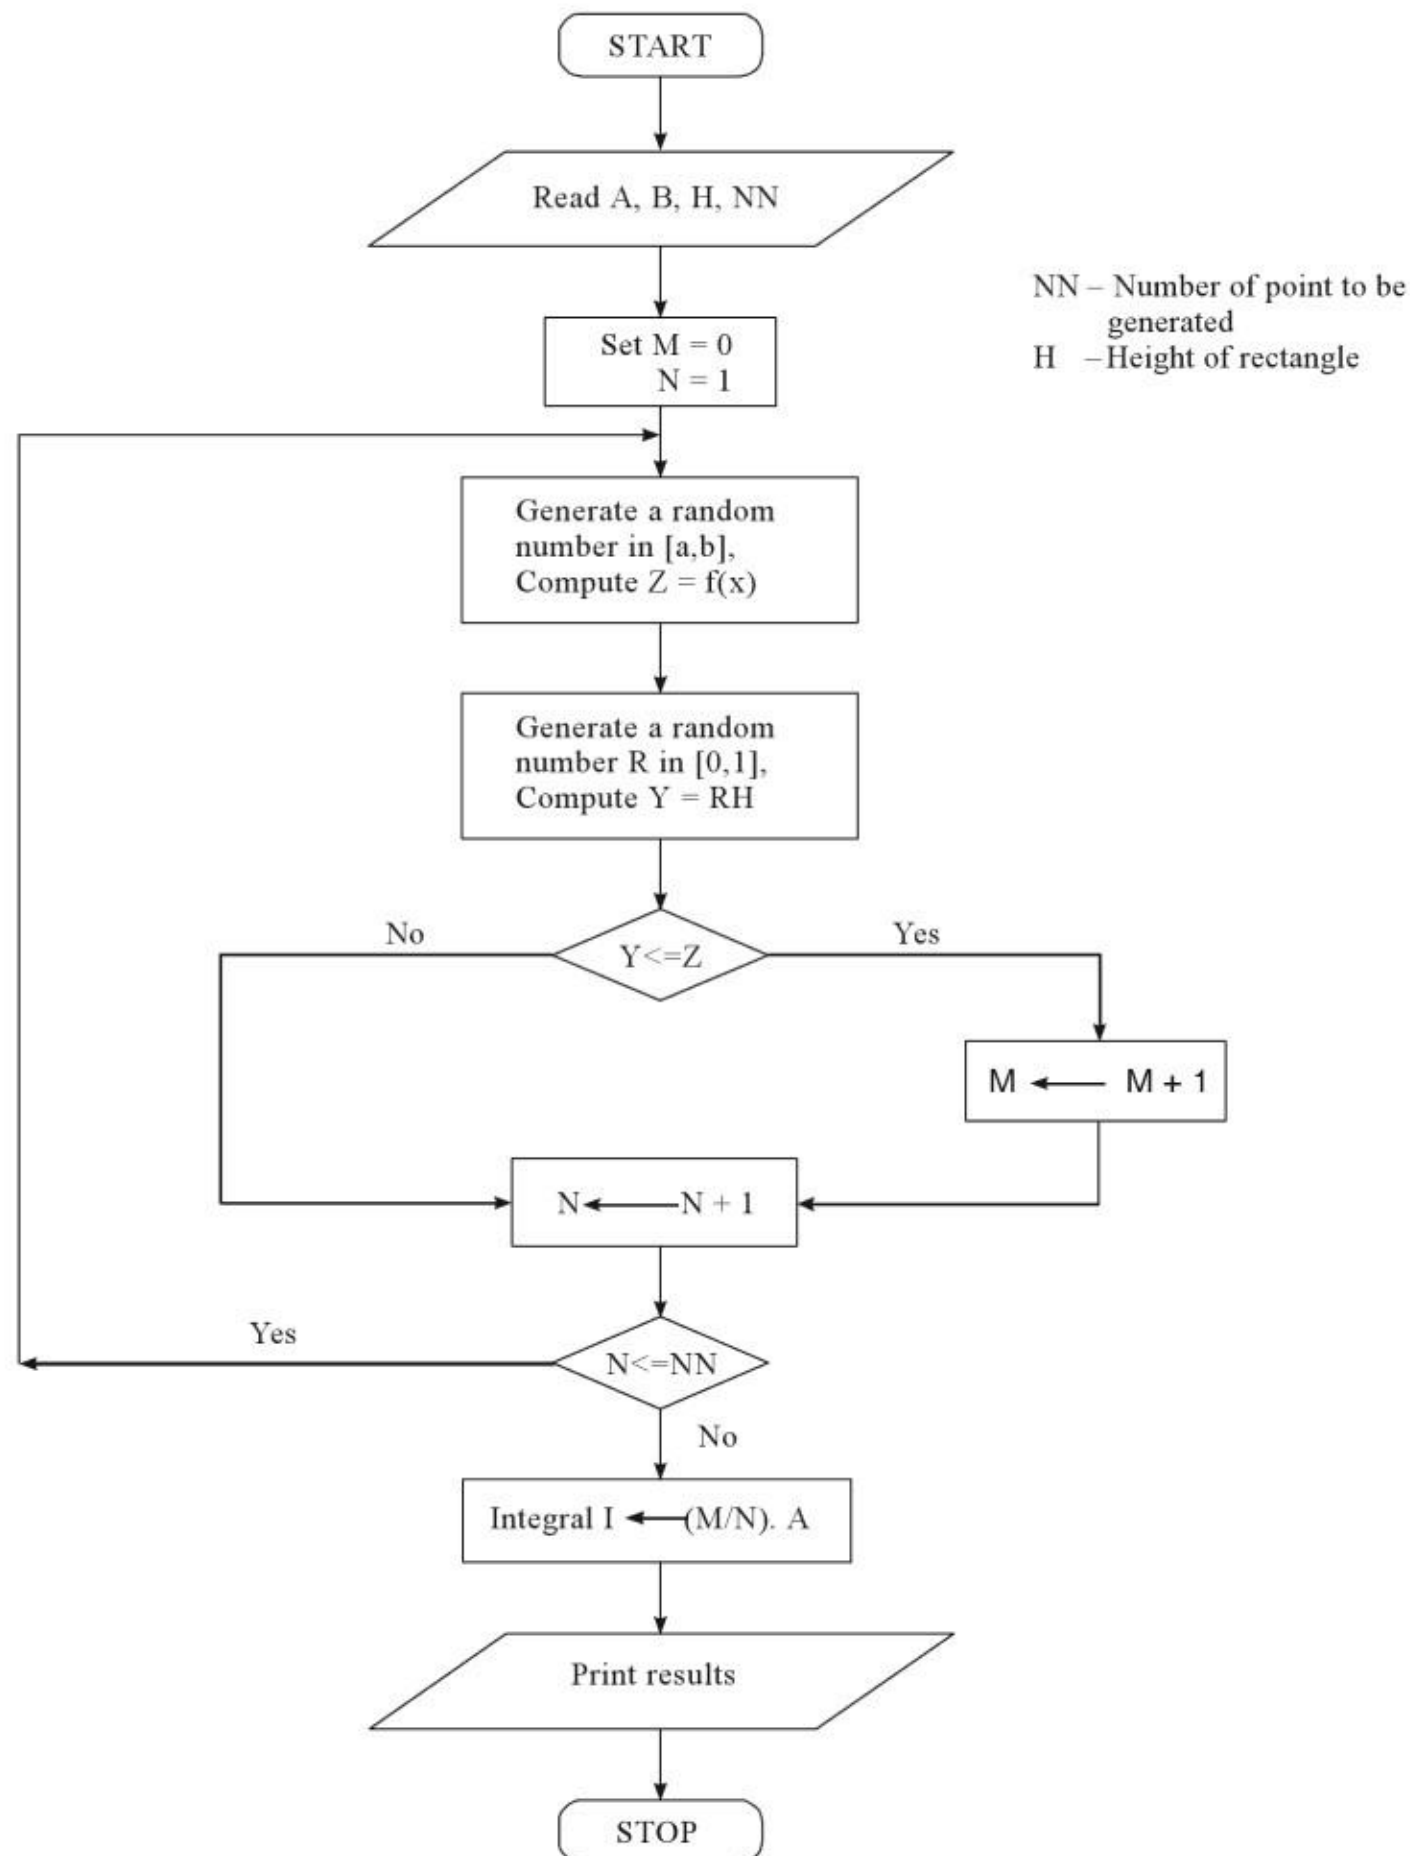 START
Read A, B, H, NN
NN – Number of point to be
generated
H –Height of rectangle
Set M = 0
N = 1
Generate a random
number in [a,b],
Compute Z = f(x)
Generate a random
number R in [0,1],
Compute Y = RH
No
Y<=Z
Yes
M ← M + 1
N ← N + 1
Yes
N<=NN
No
Integral I ← (M/N). A
Print results
STOP